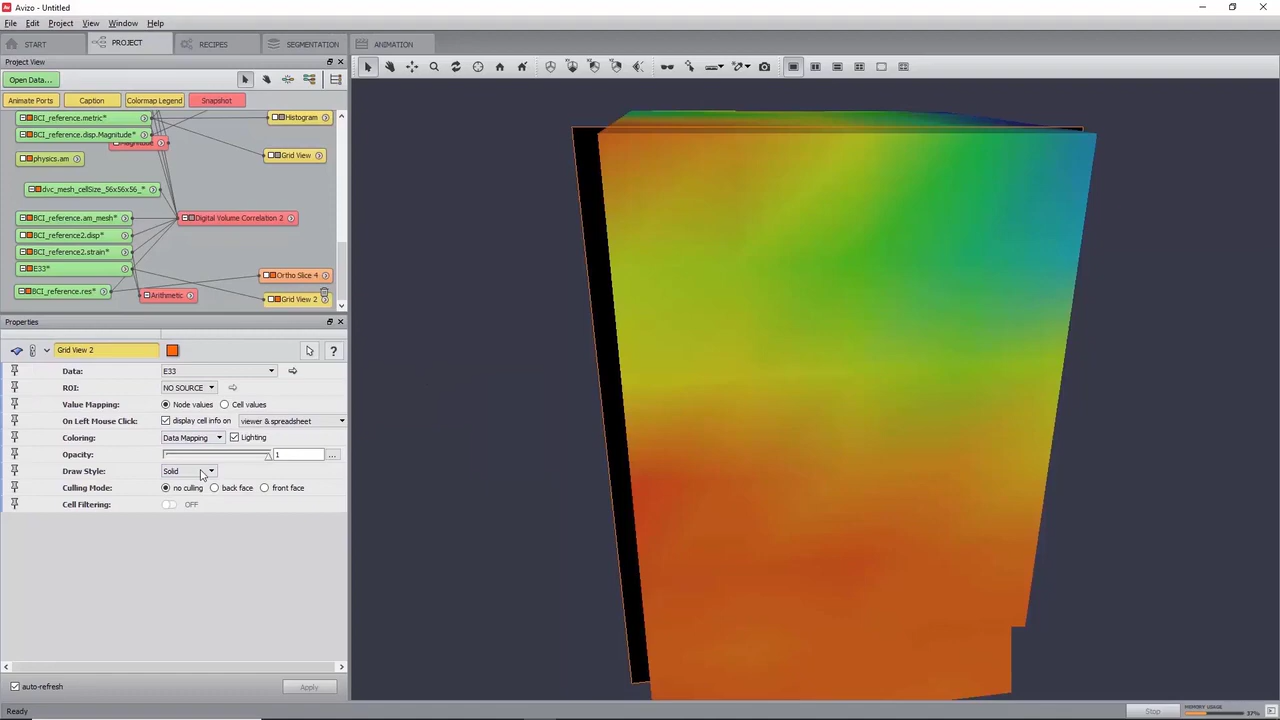 Avizo - Untitled
File Edit Project View Window Help
START PROJECT RECIPES SEGMENTATION ANIMATION
Project View
Open Data...
Animate Ports Caption Colormap Legend Snapshot
BCI_reference.metric* Histogram
BCI_reference.disp.Magnitude*
Magnitude
physics.am Grid View
dvc_mesh_cellSize_56x56x56_*
BCI_reference.am_mesh* Digital Volume Correlation 2
BCI_reference2.disp*
BCI_reference2.strain*
E33* Ortho Slice 4
BCI_reference.res* Arithmetic Grid View 2
Properties
Grid View 2 ?
Data: E33
ROI: NO SOURCE
Value Mapping: Node values Cell values
On Left Mouse Click: display cell info on viewer & spreadsheet
Coloring: Data Mapping Lighting
Opacity: 1 ...
Draw Style: Solid
Culling Mode: no culling back face front face
Cell Filtering: OFF
auto-refresh Apply
Ready Stop MEMORY USAGE 37%